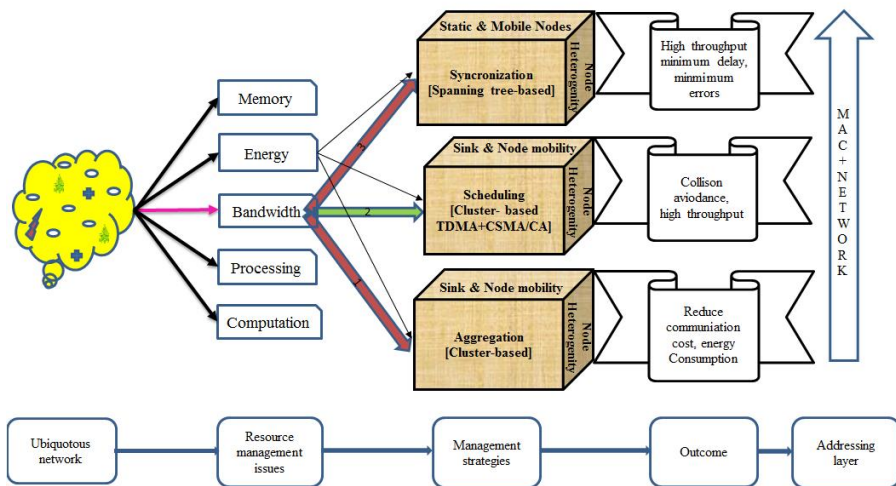 Memory
Energy
Bandwidth
Processing
Computation
3
2
1
Static & Mobile Nodes
Syncronization
[Spanning tree-based]
Node
Heterogenity
High throughput
minimum delay,
minmimum
errors
Sink & Node mobility
Scheduling
[Cluster- based
TDMA+CSMA/CA]
Node
Heterogenity
Collison
aviodance,
high throughput
Sink & Node mobility
Aggregation
[Cluster-based]
Node
Heterogenity
Reduce
communiation
cost, energy
Consumption
MAC+NETWORK
Ubiquotous
network
Resource
management
issues
Management
strategies
Outcome
Addressing
layer